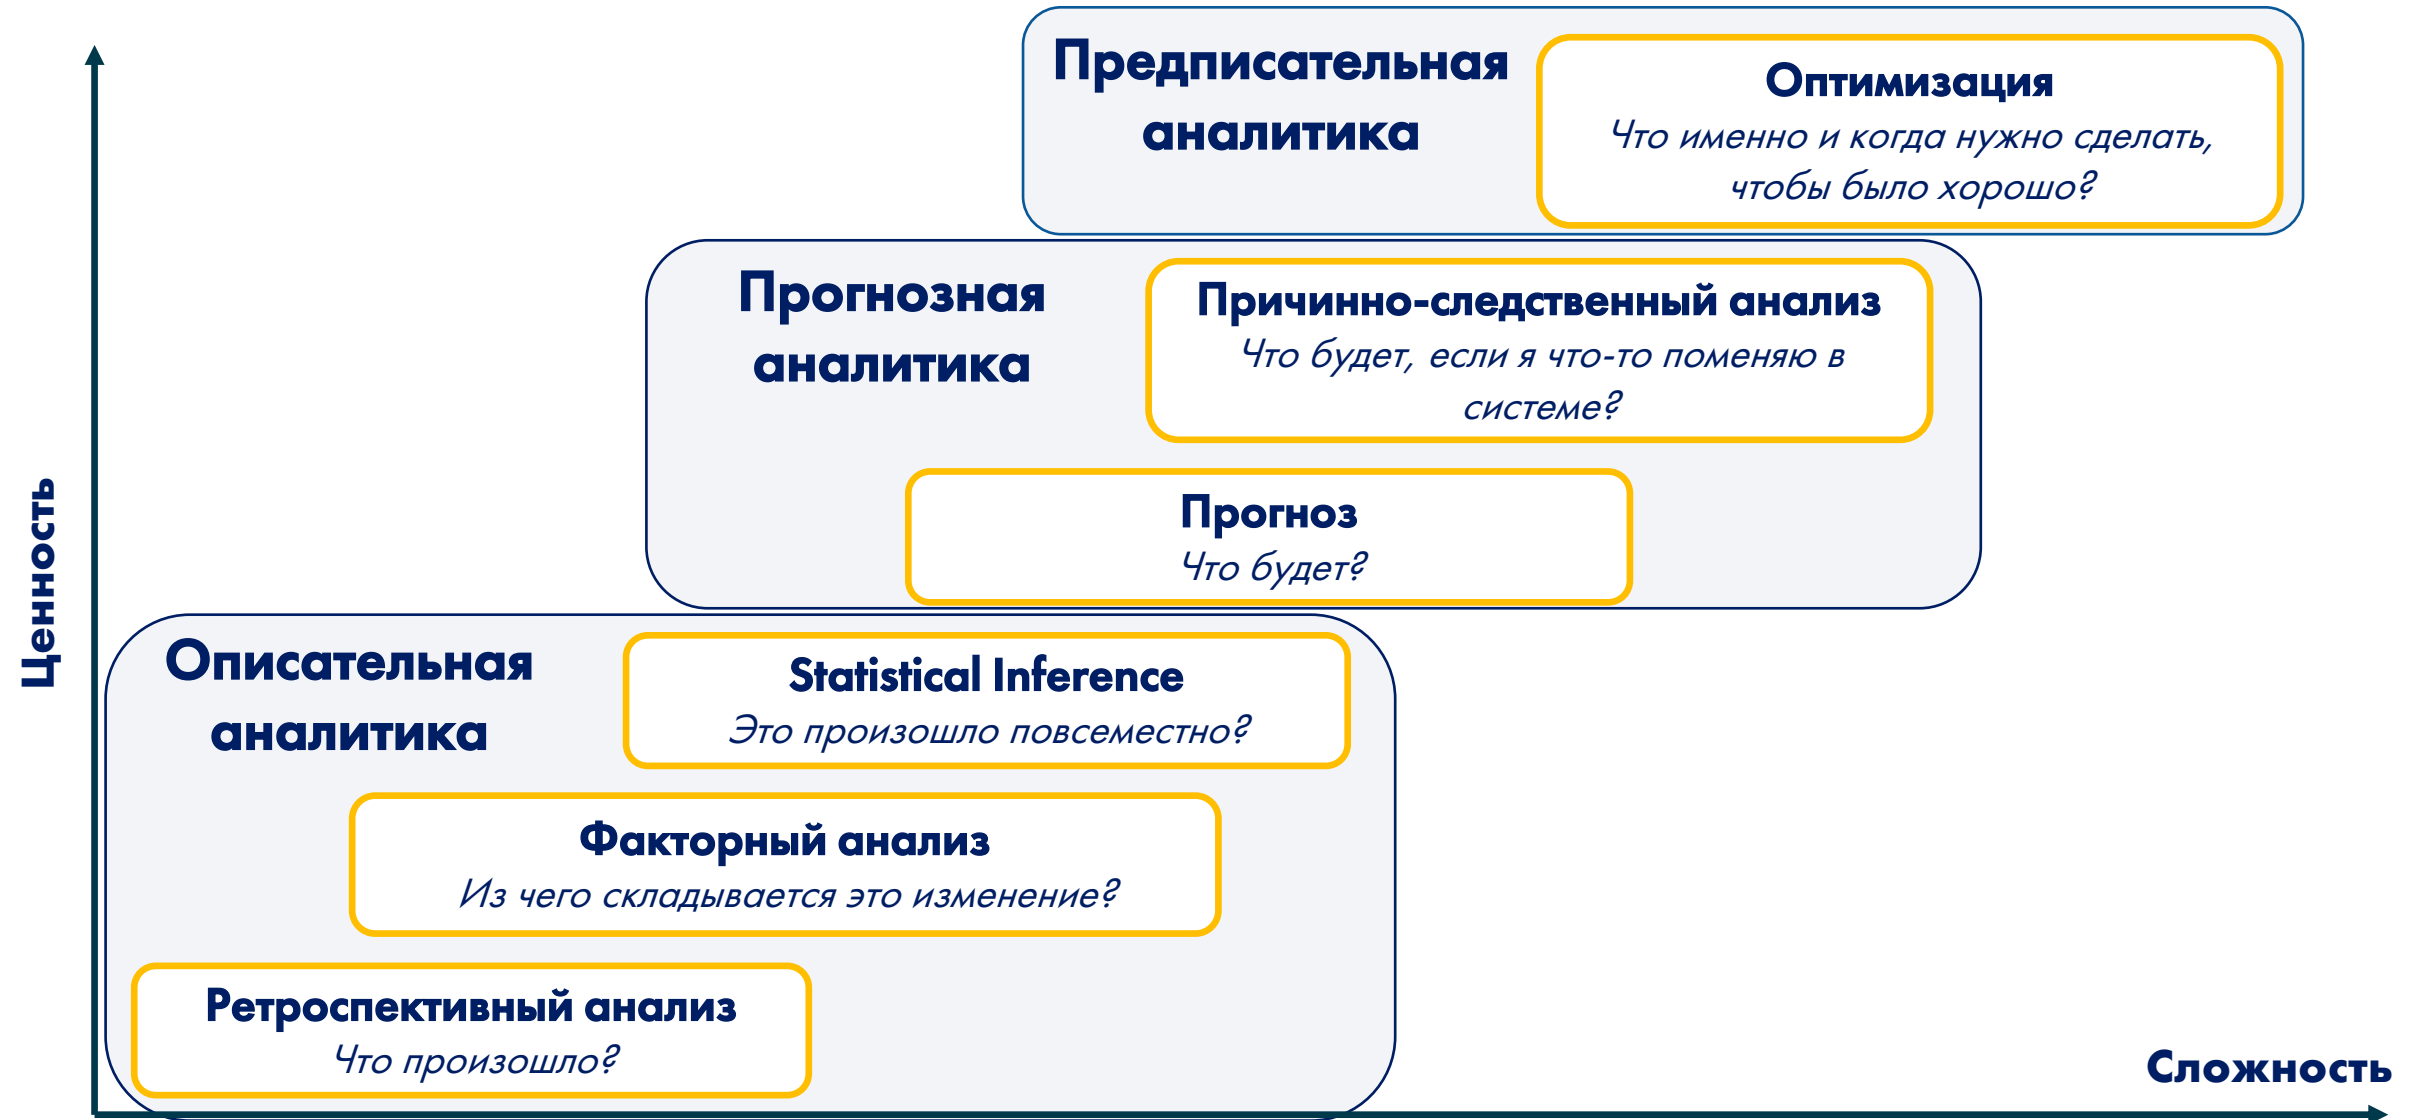 Предписательная
аналитика
Оптимизация
Что именно и когда нужно сделать,
чтобы было хорошо?
Прогнозная
аналитика
Причинно-следственный анализ
Что будет, если я что-то поменяю в
системе?
Прогноз
Что будет?
Ценность
Описательная
аналитика
Statistical Inference
Это произошло повсеместно?
Факторный анализ
Из чего складывается это изменение?
Ретроспективный анализ
Что произошло?
Сложность